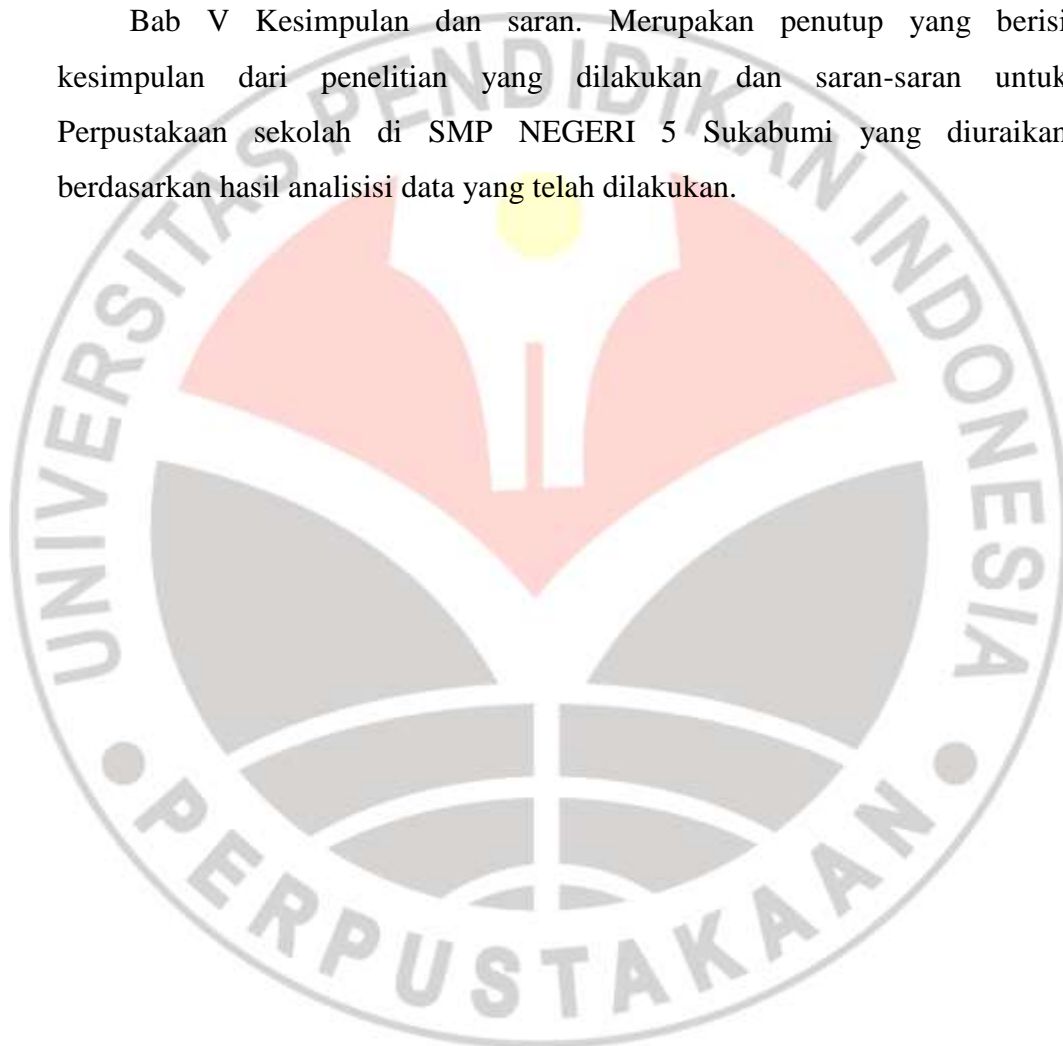 Bab V Kesimpulan dan saran. Merupakan penutup yang berisi
kesimpulan dari penelitian yang dilakukan dan saran-saran untuk
Perpustakaan sekolah di SMP NEGERI 5 Sukabumi yang diuraikan
berdasarkan hasil analisisi data yang telah dilakukan.
UNIVERSITAS PENDIDIKAN INDONESIA
PERPUSTAKAAN